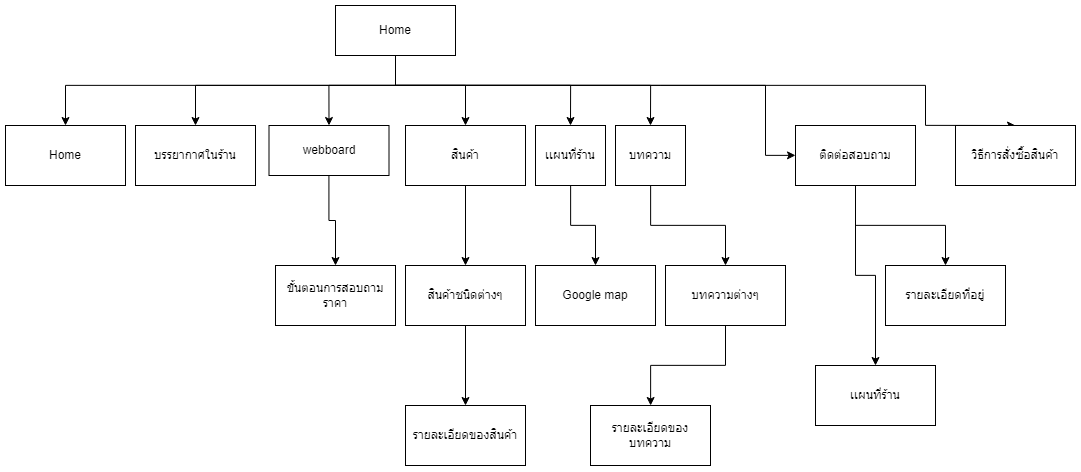 Home
Home
บรรยากาศในร้าน
webboard
สินค้า
แผนที่ร้าน
บทความ
ติดต่อสอบถาม
วิธีการสั่งซื้อสินค้า
ขั้นตอนการสอบถาม
ราคา
สินค้าชนิดต่างๆ
Google map
บทความต่างๆ
รายละเอียดที่อยู่
แผนที่ร้าน
รายละเอียดของสินค้า
รายละเอียดของ
บทความ